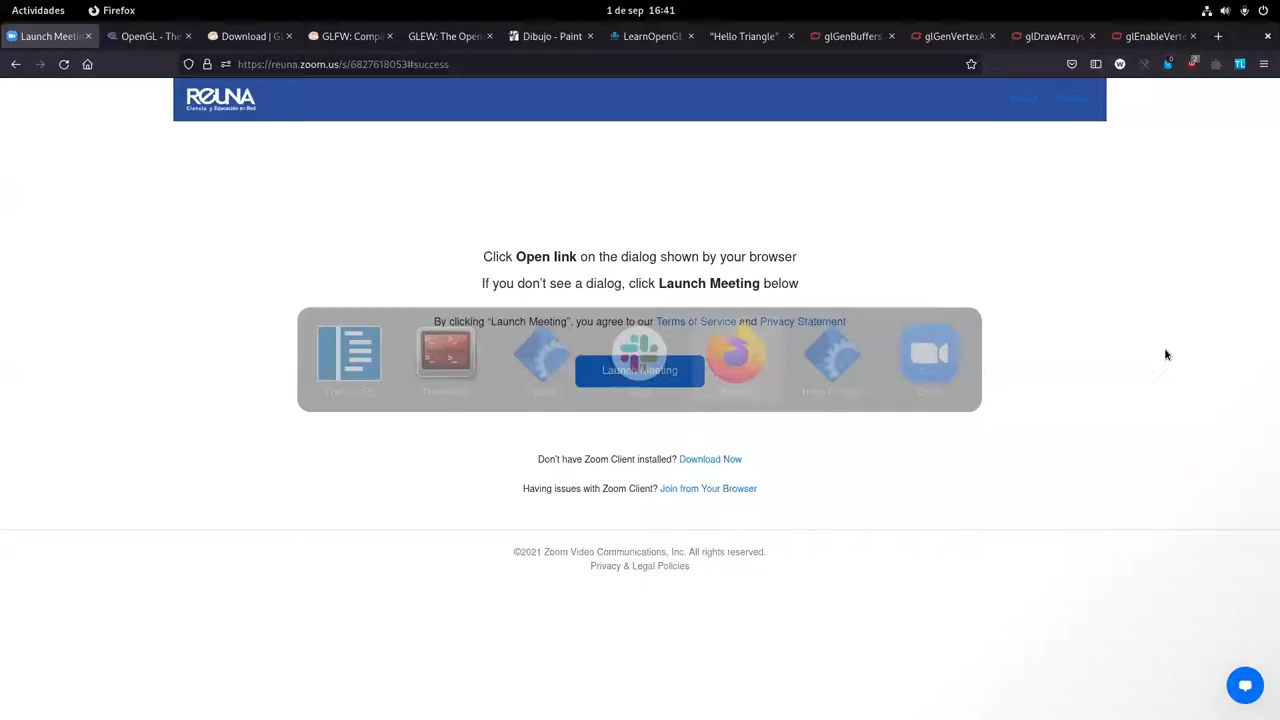 Actividades
Firefox
1 de sep 16:41
Launch Meetin
OpenGL - The
Download | GL
GLFW: Compil
GLEW: The Open
Dibujo - Paint
LearnOpenGL
"Hello Triangle"
glGenBuffers
glGenVertexA
glDrawArrays
glEnableVerte
https://reuna.zoom.us/s/6827618053#success
REUNA
Ciencia y Educación en Red
Click Open link on the dialog shown by your browser
If you don't see a dialog, click Launch Meeting below
By clicking "Launch Meeting", you agree to our Terms of Service and Privacy Statement
Launch Meeting
Don't have Zoom Client installed? Download Now
Having issues with Zoom Client? Join from Your Browser
©2021 Zoom Video Communications, Inc. All rights reserved.
Privacy & Legal Policies